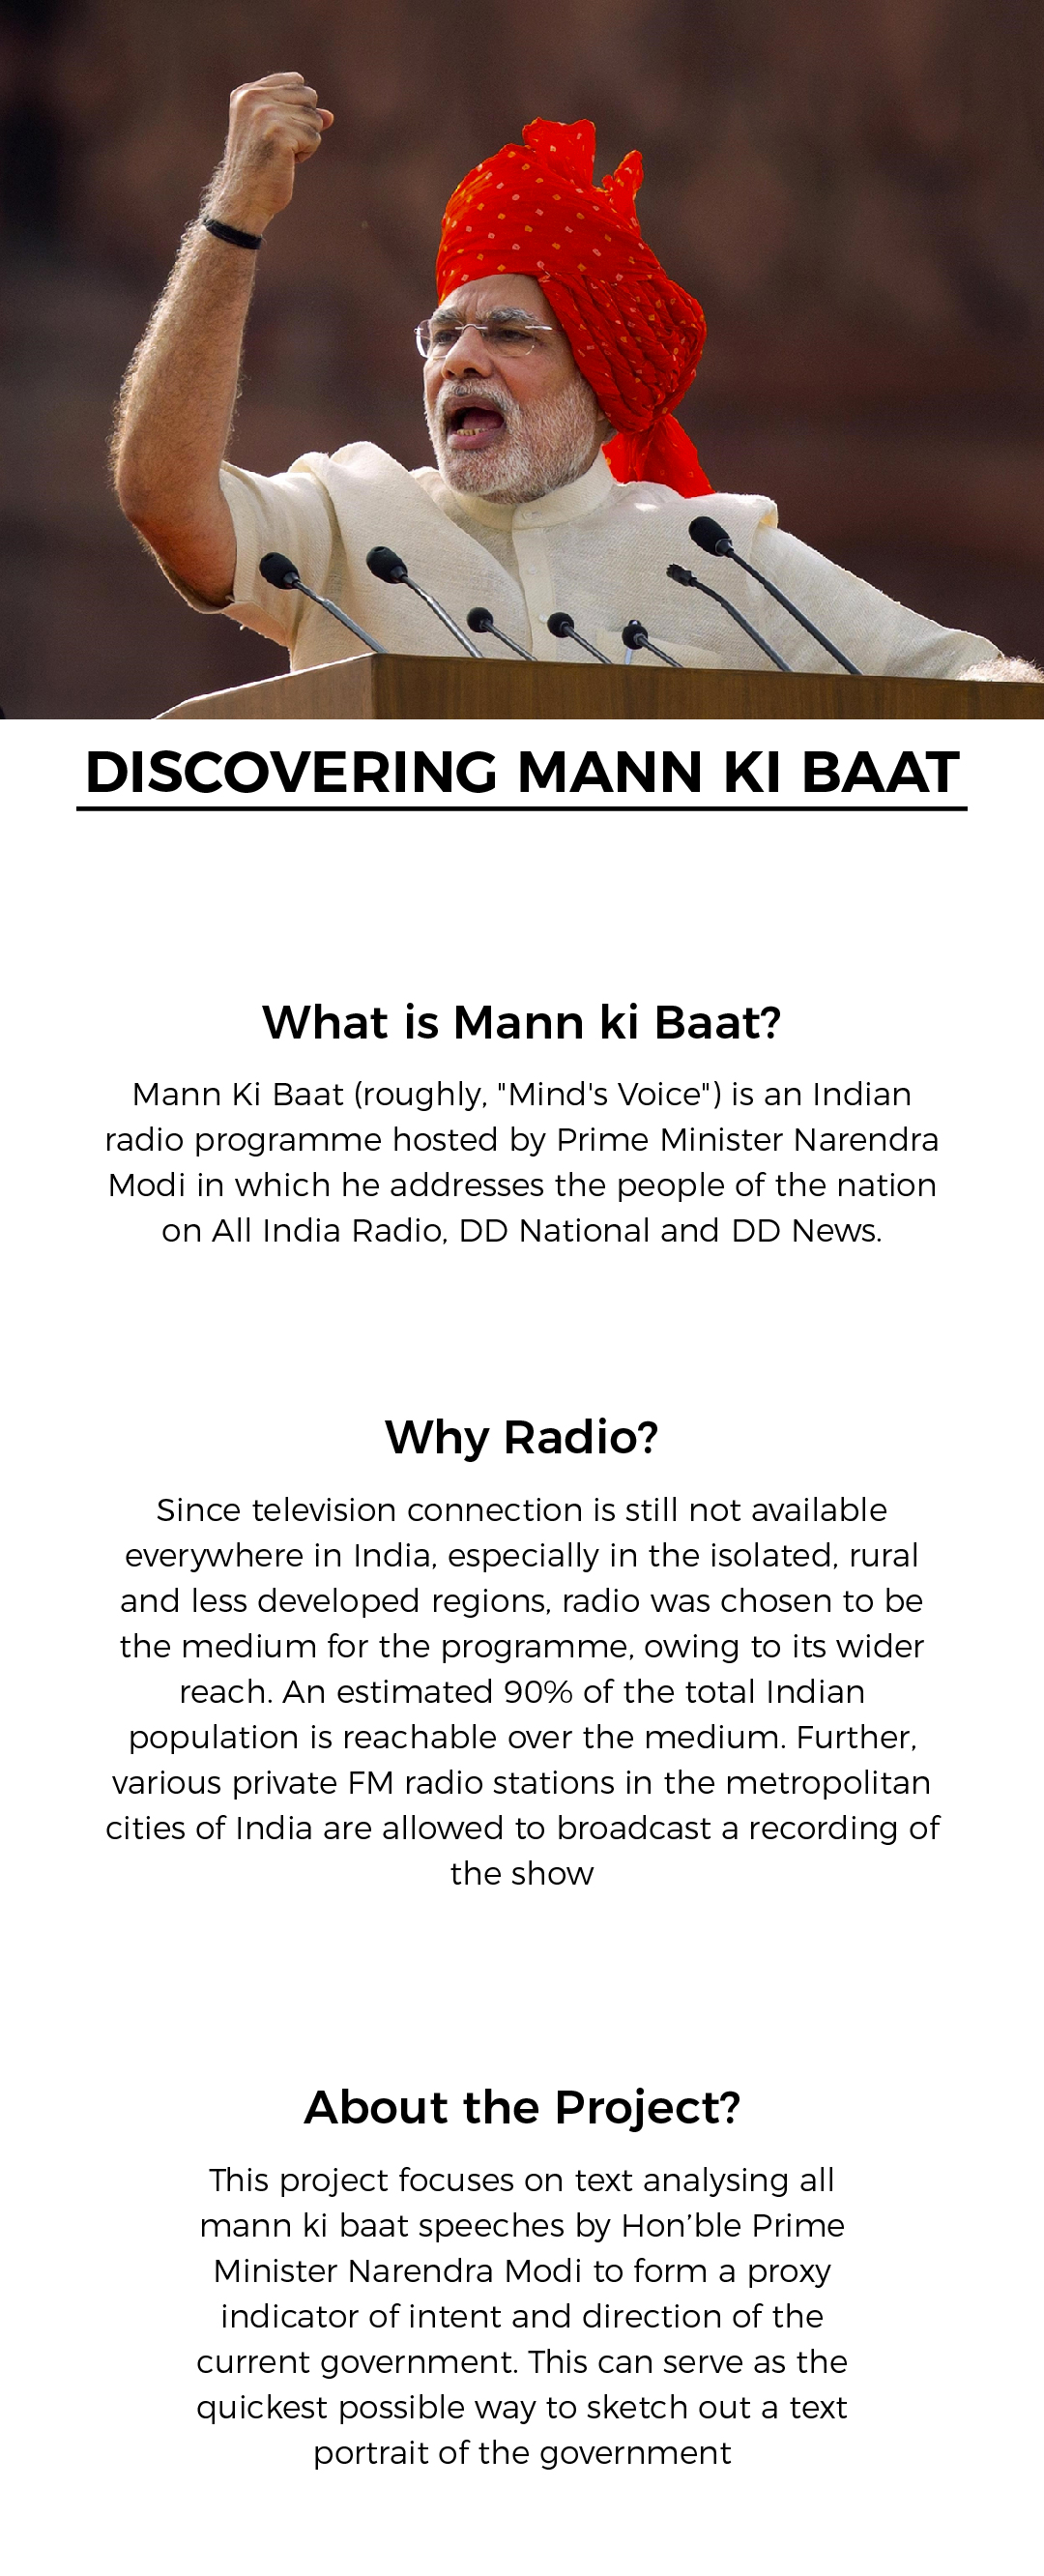 DISCOVERING MANN KI BAAT
What is Mann ki Baat?
Mann Ki Baat (roughly, "Mind's Voice") is an Indian
radio programme hosted by Prime Minister Narendra
Modi in which he addresses the people of the nation
on All India Radio, DD National and DD News.
Why Radio?
Since television connection is still not available
everywhere in India, especially in the isolated, rural
and less developed regions, radio was chosen to be
the medium for the programme, owing to its wider
reach. An estimated 90% of the total Indian
population is reachable over the medium. Further,
various private FM radio stations in the metropolitan
cities of India are allowed to broadcast a recording of
the show
About the Project?
This project focuses on text analysing all
mann ki baat speeches by Hon’ble Prime
Minister Narendra Modi to form a proxy
indicator of intent and direction of the
current government. This can serve as the
quickest possible way to sketch out a text
portrait of the government